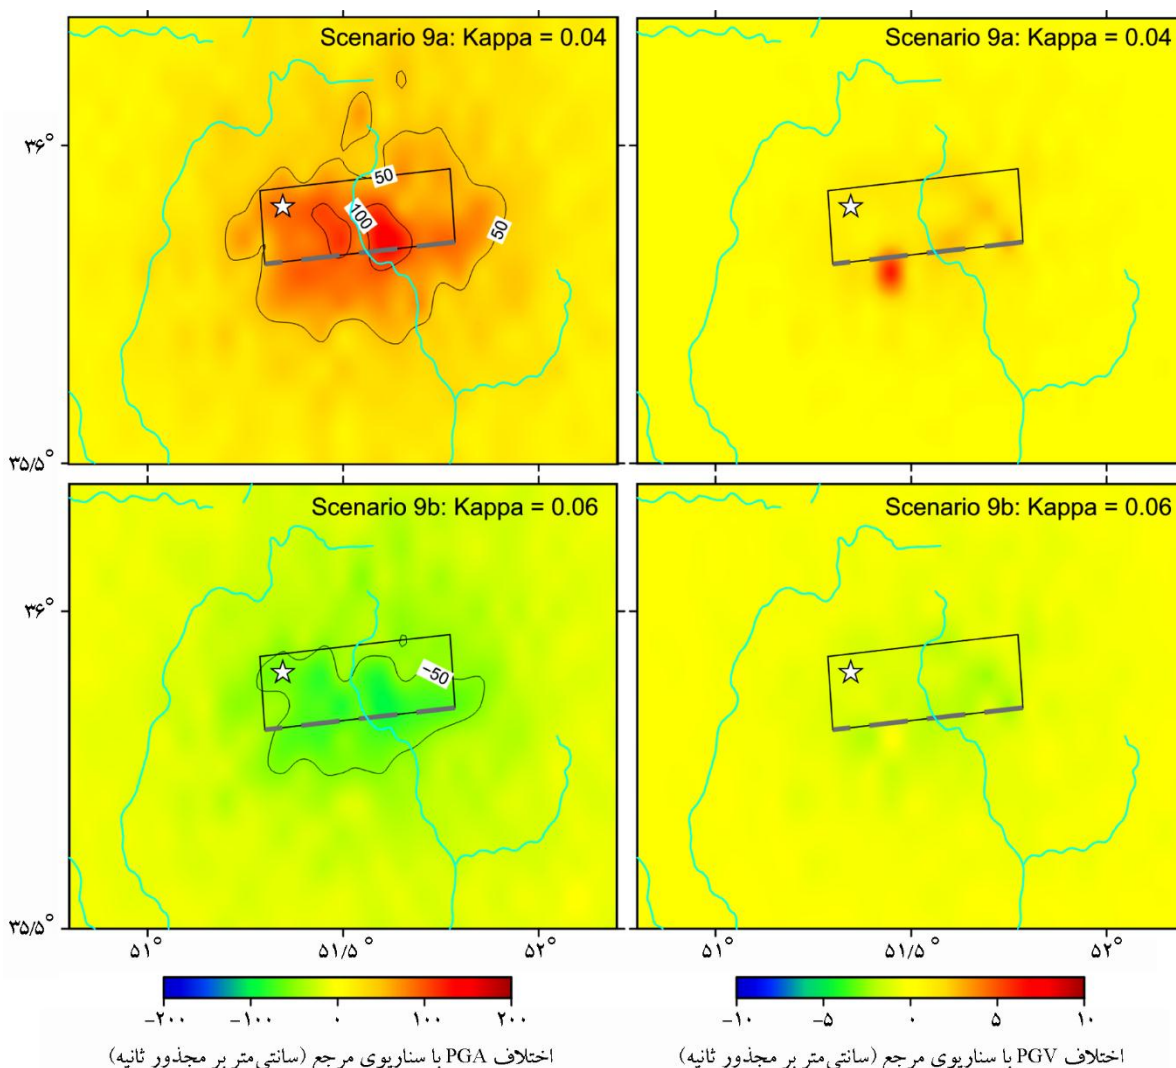 Scenario 9a: Kappa = 0.04
Scenario 9a: Kappa = 0.04
۳۶°
50
100
50
۳۵/۵°
Scenario 9b: Kappa = 0.06
Scenario 9b: Kappa = 0.06
۳۶°
−50
۳۵/۵°
۵۱° ۵۱/۵° ۵۲° ۵۱° ۵۱/۵° ۵۲°
−۲۰۰ −۱۰۰ ۰ ۱۰۰ ۲۰۰ −۱۰ −۵ ۰ ۵ ۱۰
اختلاف PGA با سناریوی مرجع (سانتی‌متر بر مجذور ثانیه)
اختلاف PGV با سناریوی مرجع (سانتی‌متر بر مجذور ثانیه)